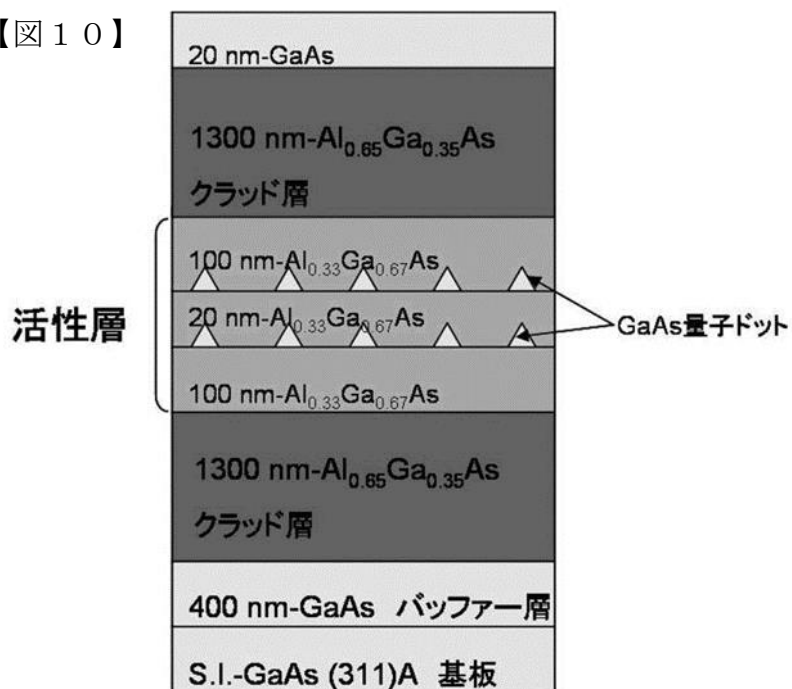 【図１０】
20 nm-GaAs
1300 nm-Al0.65Ga0.35As
クラッド層
100 nm-Al0.33Ga0.67As
20 nm-Al0.33Ga0.67As
100 nm-Al0.33Ga0.67As
活性層
GaAs量子ドット
1300 nm-Al0.65Ga0.35As
クラッド層
400 nm-GaAs バッファー層
S.I.-GaAs (311)A 基板